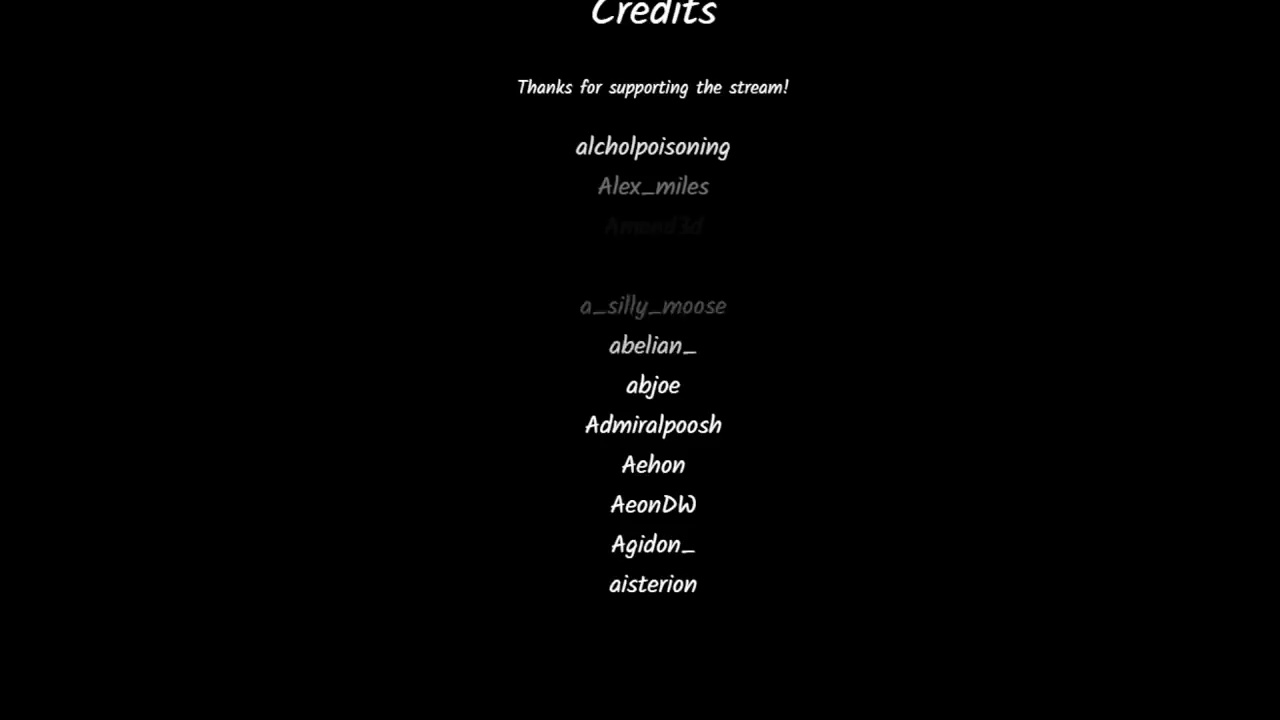 Credits
Thanks for supporting the stream!
alcholpoisoning
Alex_miles
a_silly_moose
abelian_
abjoe
Admiralpoosh
Aehon
AeonDW
Agidon_
aisterion